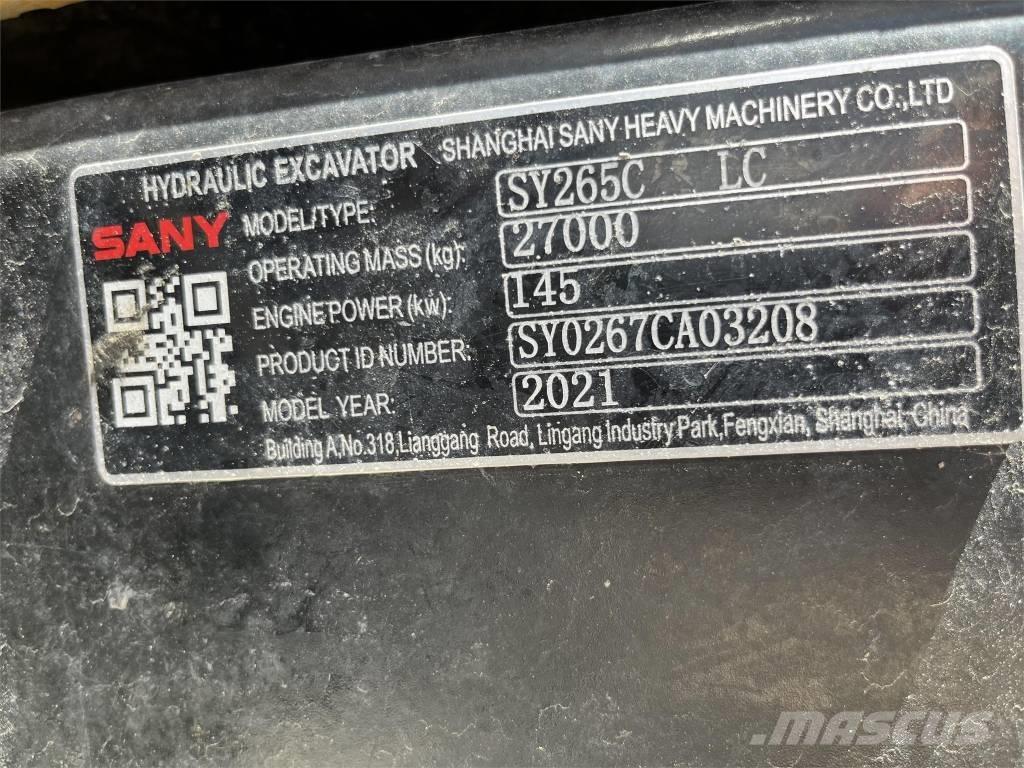 HYDRAULIC EXCAVATOR SHANGHAI SANY HEAVY MACHINERY CO.,LTD
SANY
MODEL/TYPE: SY265C LC
OPERATING MASS (kg): 27000
ENGINE POWER (kw): 145
PRODUCT ID NUMBER: SY0267CA03208
MODEL YEAR: 2021
Building A,No.318,Lianggang Road, Lingang Industry Park,Fengxian, Shanghai, China
MASCUS